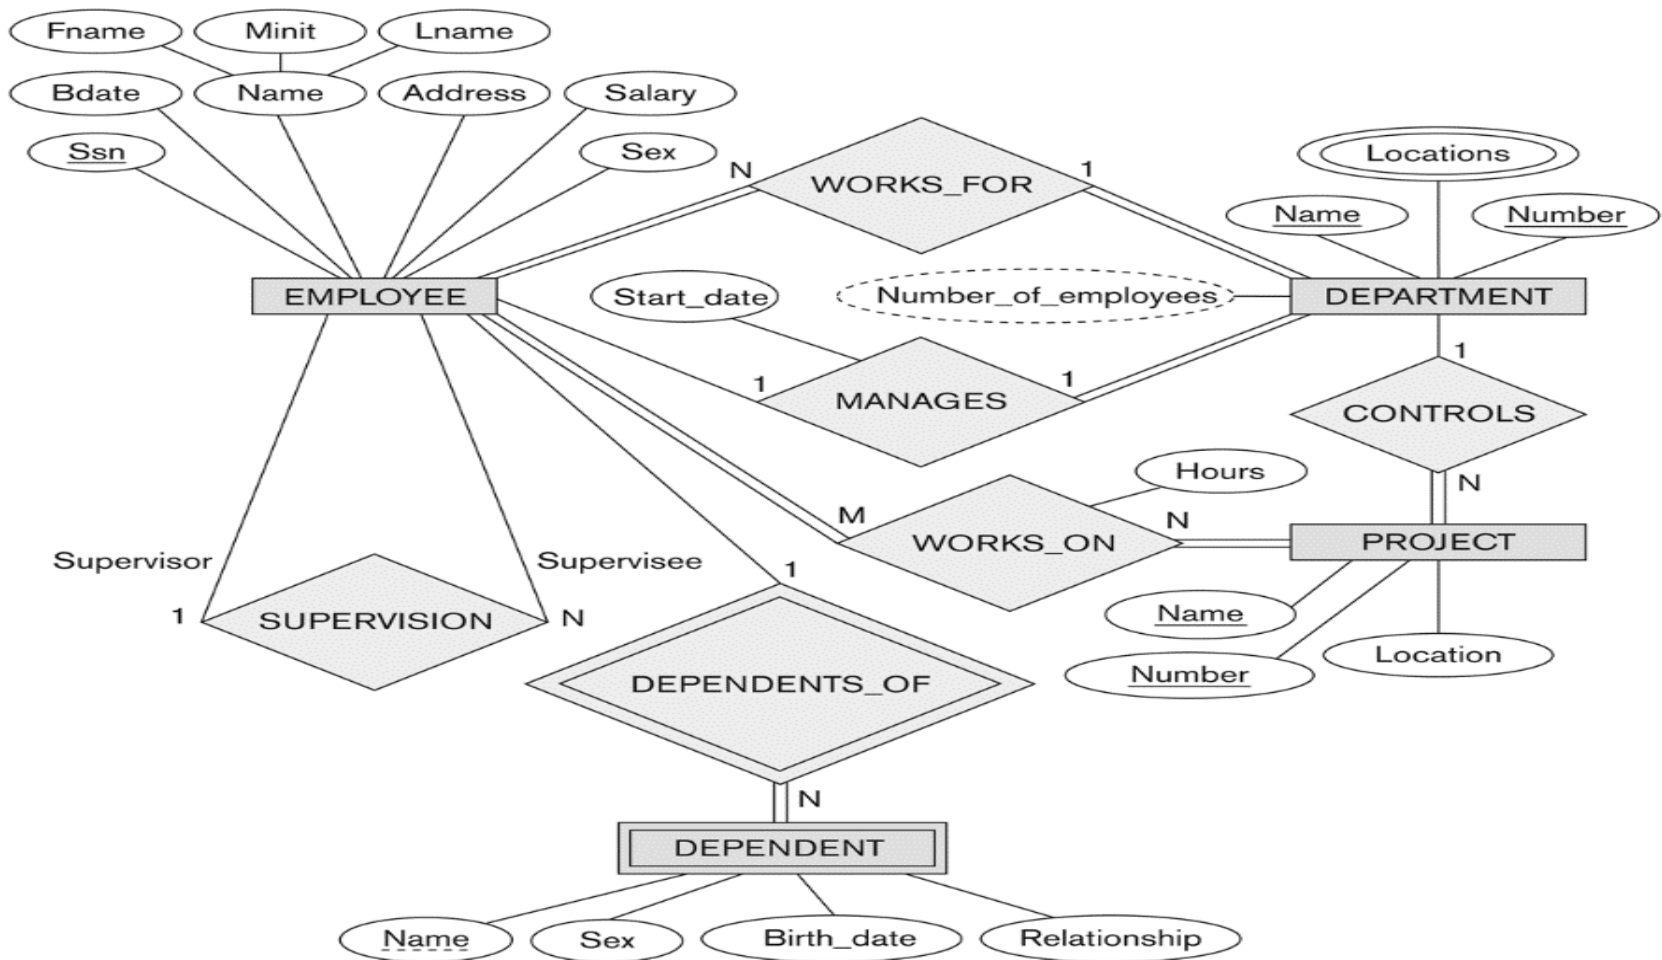 Fname
Minit
Lname
Bdate
Name
Address
Salary
Ssn
Sex
N
WORKS_FOR
1
Locations
Name
Number
EMPLOYEE
Start_date
Number_of_employees
DEPARTMENT
1
MANAGES
1
1
CONTROLS
N
Hours
M
WORKS_ON
N
PROJECT
Supervisor
Supervisee
1
SUPERVISION
N
1
Name
Number
Location
DEPENDENTS_OF
N
DEPENDENT
Name
Sex
Birth_date
Relationship